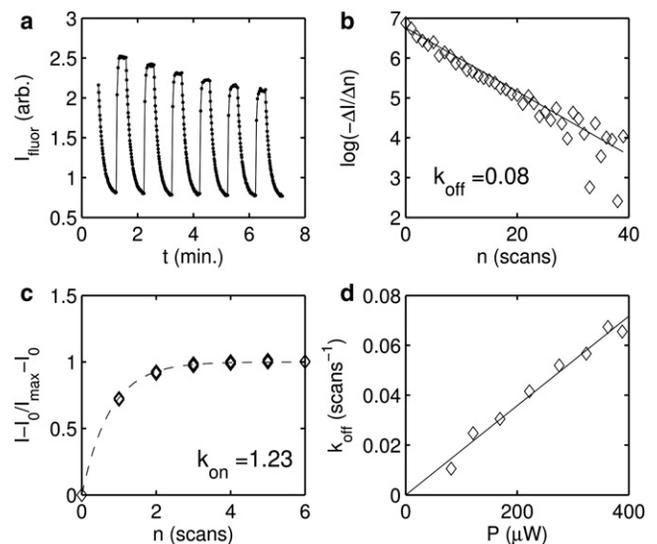 a
3
2.5
2
1.5
1
0.5
0
2
4
6
8
I_fluor (arb.)
t (min.)
b
7
6
5
4
3
2
0
20
40
log(−ΔI/Δn)
n (scans)
k_off =0.08
c
1.5
1
0.5
0
0
2
4
6
I−I_0/I_max−I_0
n (scans)
k_on =1.23
d
0.08
0.06
0.04
0.02
0
0
200
400
k_off (scans⁻¹)
P (μW)